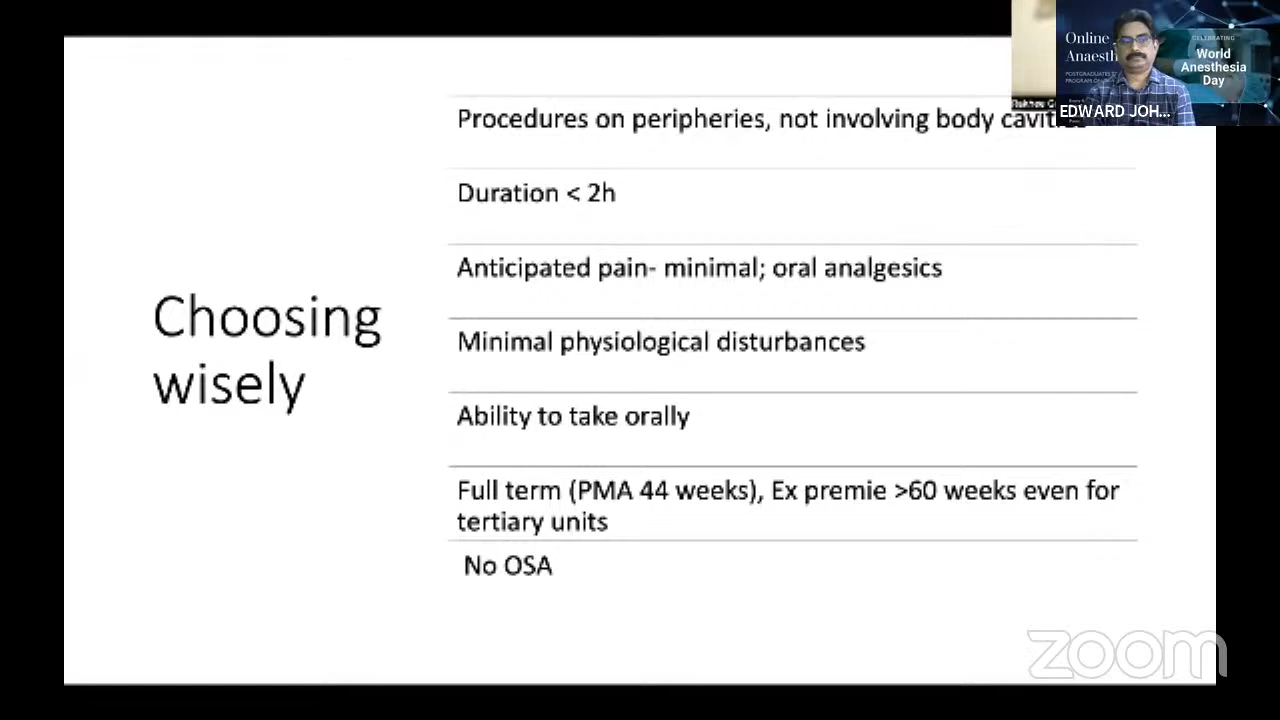 Choosing
wisely
Procedures on peripheries, not involving body
Duration < 2h
Anticipated pain- minimal; oral analgesics
Minimal physiological disturbances
Ability to take orally
Full term (PMA 44 weeks), Ex premie >60 weeks even for
tertiary units
No OSA
Online
Anaesth
CELEBRATING
World
Anesthesia
Day
EDWARD JOH...
zoom